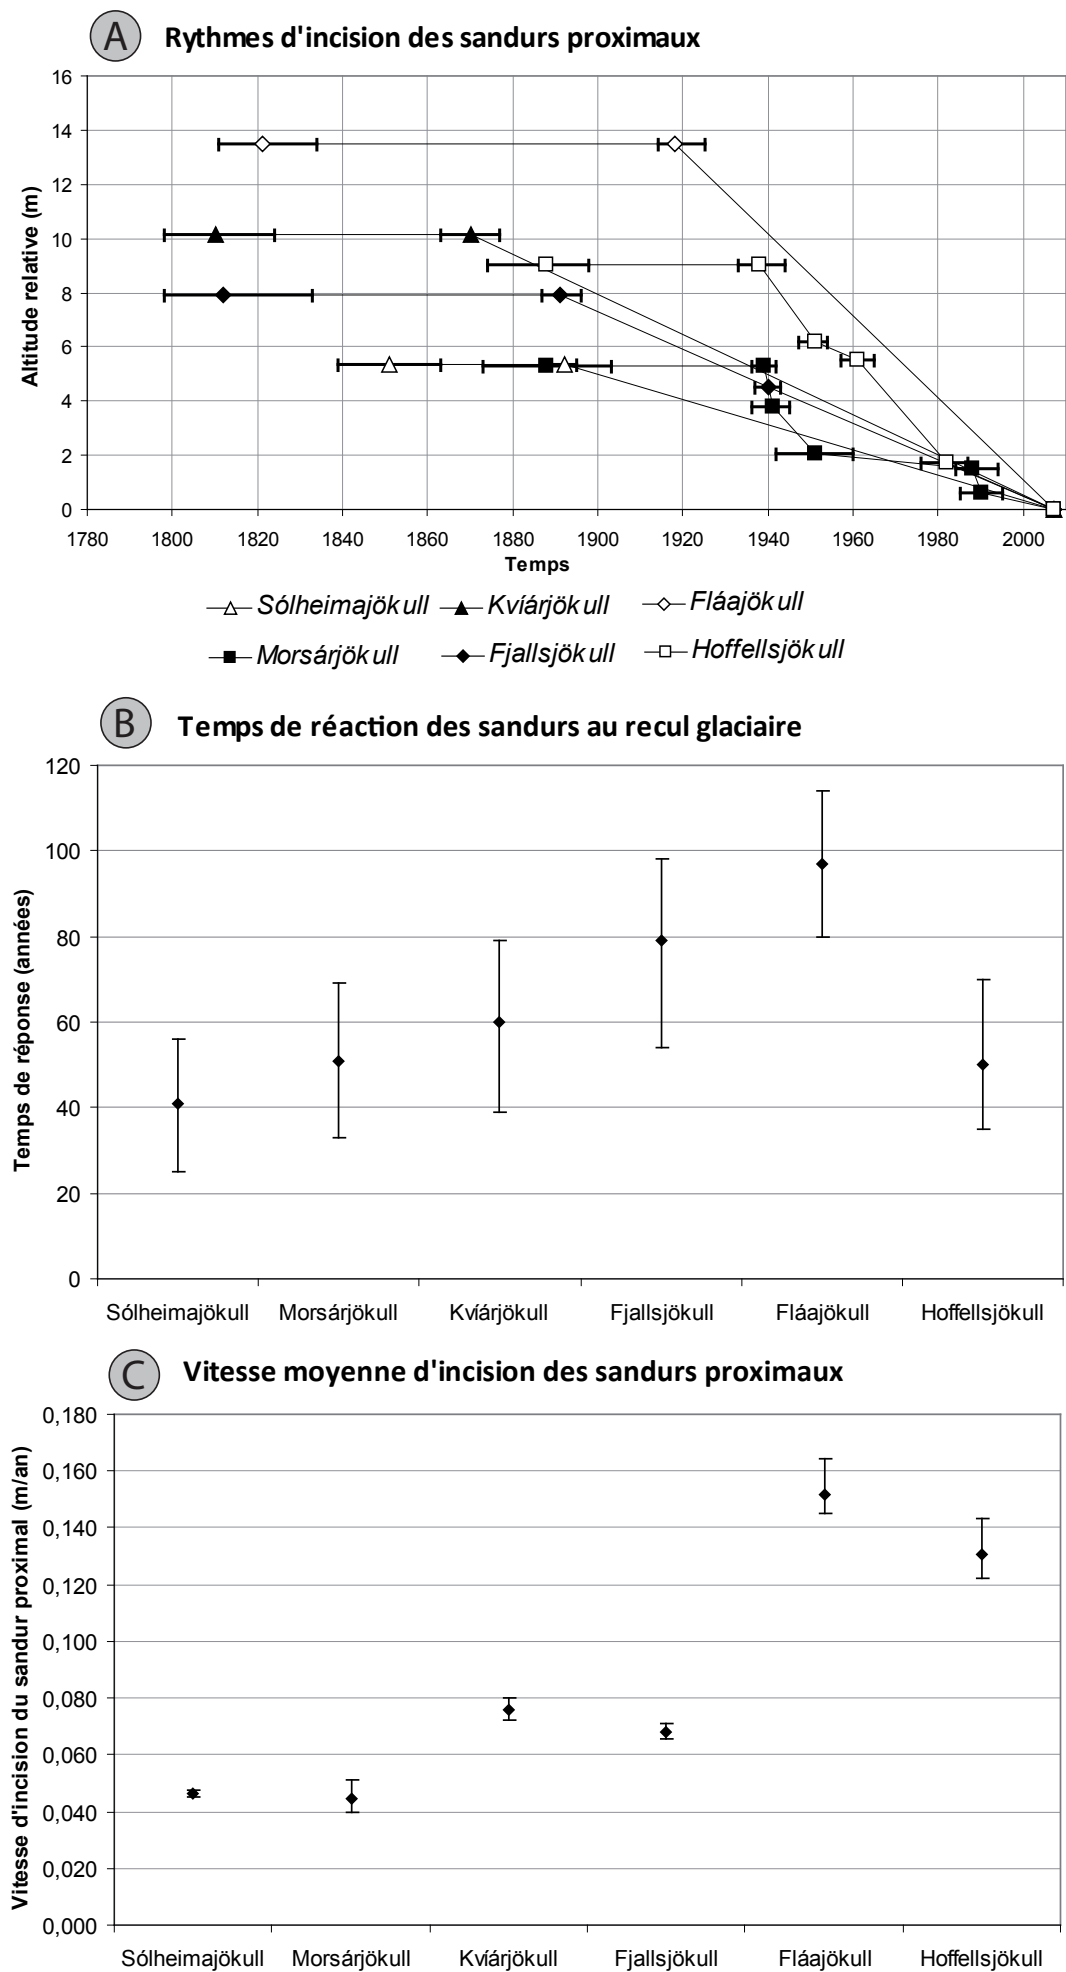 A Rythmes d'incision des sandurs proximaux
16
14
12
10
8
6
4
2
0
Altitude relative (m)
1780 1800 1820 1840 1860 1880 1900 1920 1940 1960 1980 2000
Temps
Sólheimajökull Kvíárjökull Fláajökull
Morsárjökull Fjallsjökull Hoffellsjökull
B Temps de réaction des sandurs au recul glaciaire
120
100
80
60
40
20
0
Temps de réponse (années)
Sólheimajökull Morsárjökull Kvíárjökull Fjallsjökull Fláajökull Hoffellsjökull
C Vitesse moyenne d'incision des sandurs proximaux
0,180
0,160
0,140
0,120
0,100
0,080
0,060
0,040
0,020
0,000
Vitesse d'incision du sandur proximal (m/an)
Sólheimajökull Morsárjökull Kvíárjökull Fjallsjökull Fláajökull Hoffellsjökull